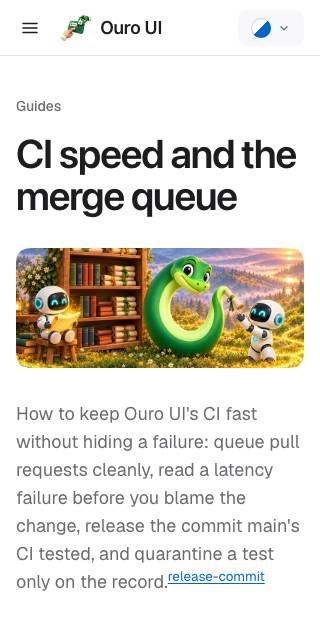 Ouro UI
Guides
CI speed and the
merge queue
How to keep Ouro UI's CI fast
without hiding a failure: queue pull
requests cleanly, read a latency
failure before you blame the
change, release the commit main's
CI tested, and quarantine a test
only on the record.release-commit